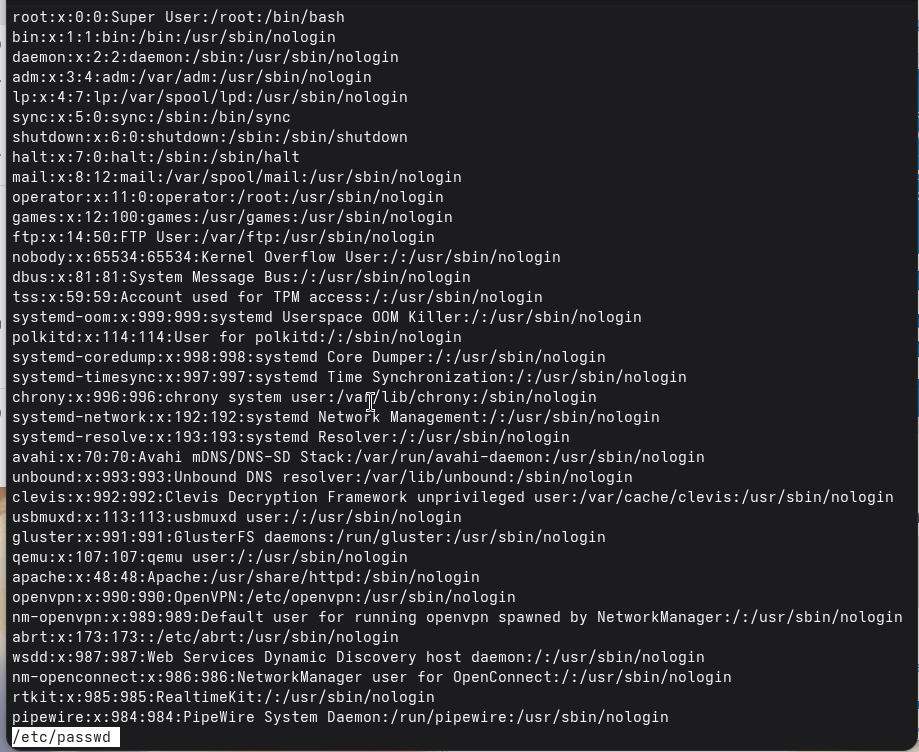 root:x:0:0:Super User:/root:/bin/bash
bin:x:1:1:bin:/bin:/usr/sbin/nologin
daemon:x:2:2:daemon:/sbin:/usr/sbin/nologin
adm:x:3:4:adm:/var/adm:/usr/sbin/nologin
lp:x:4:7:lp:/var/spool/lpd:/usr/sbin/nologin
sync:x:5:0:sync:/sbin:/bin/sync
shutdown:x:6:0:shutdown:/sbin:/sbin/shutdown
halt:x:7:0:halt:/sbin:/sbin/halt
mail:x:8:12:mail:/var/spool/mail:/usr/sbin/nologin
operator:x:11:0:operator:/root:/usr/sbin/nologin
games:x:12:100:games:/usr/games:/usr/sbin/nologin
ftp:x:14:50:FTP User:/var/ftp:/usr/sbin/nologin
nobody:x:65534:65534:Kernel Overflow User:/:/usr/sbin/nologin
dbus:x:81:81:System Message Bus:/:/usr/sbin/nologin
tss:x:59:59:Account used for TPM access:/:/usr/sbin/nologin
systemd-oom:x:999:999:systemd Userspace OOM Killer:/:/usr/sbin/nologin
polkitd:x:114:114:User for polkitd:/:/sbin/nologin
systemd-coredump:x:998:998:systemd Core Dumper:/:/usr/sbin/nologin
systemd-timesync:x:997:997:systemd Time Synchronization:/:/usr/sbin/nologin
chrony:x:996:996:chrony system user:/var/lib/chrony:/sbin/nologin
systemd-network:x:192:192:systemd Network Management:/:/usr/sbin/nologin
systemd-resolve:x:193:193:systemd Resolver:/:/usr/sbin/nologin
avahi:x:70:70:Avahi mDNS/DNS-SD Stack:/var/run/avahi-daemon:/sbin/nologin
unbound:x:993:993:Unbound DNS resolver:/var/lib/unbound:/sbin/nologin
clevis:x:992:992:Clevis Decryption Framework unprivileged user:/var/cache/clevis:/usr/sbin/nologin
usbmuxd:x:113:113:usbmuxd user:/:/sbin/nologin
gluster:x:991:991:GlusterFS daemons:/run/gluster:/sbin/nologin
qemu:x:107:107:qemu user:/:/sbin/nologin
apache:x:48:48:Apache:/usr/share/httpd:/sbin/nologin
openvpn:x:990:990:OpenVPN:/etc/openvpn:/sbin/nologin
nm-openvpn:x:989:989:Default user for running openvpn spawned by NetworkManager:/:/usr/sbin/nologin
abrt:x:173:173::/etc/abrt:/usr/sbin/nologin
wsdd:x:987:987:Web Services Dynamic Discovery host daemon:/:/usr/sbin/nologin
nm-openconnect:x:986:986:NetworkManager user for OpenConnect:/:/usr/sbin/nologin
rtkit:x:985:985:RealtimeKit:/:/usr/sbin/nologin
pipewire:x:984:984:PipeWire System Daemon:/run/pipewire:/usr/sbin/nologin
/etc/passwd